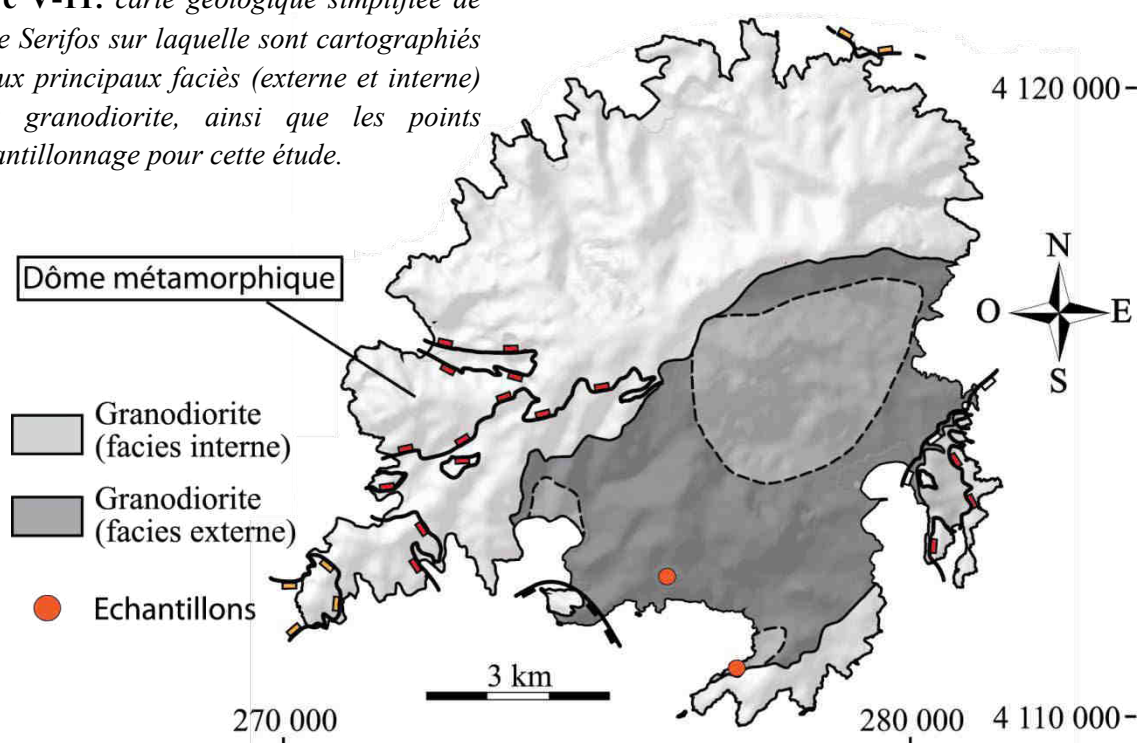 c V-11: carte géologique simplifiée de
e Serifos sur laquelle sont cartographiés
ux principaux faciès (externe et interne)
granodiorite, ainsi que les points
antillonnage pour cette étude.
4 120 000
Dôme métamorphique
N
O
E
S
Granodiorite
(facies interne)
Granodiorite
(facies externe)
Echantillons
3 km
270 000
280 000
4 110 000